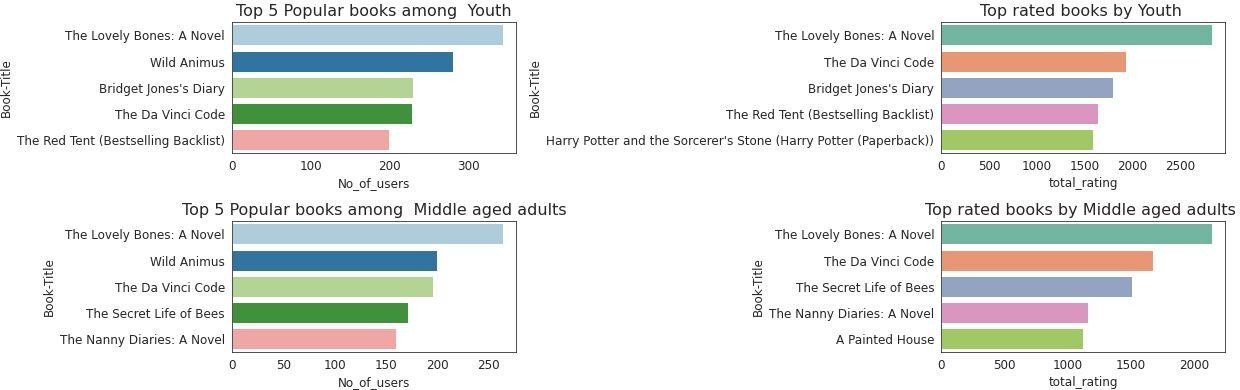 Top 5 Popular books among  Youth
Book-Title
The Lovely Bones: A Novel
Wild Animus
Bridget Jones's Diary
The Da Vinci Code
The Red Tent (Bestselling Backlist)
0 100 200 300
No_of_users
Top rated books by Youth
Book-Title
The Lovely Bones: A Novel
The Da Vinci Code
Bridget Jones's Diary
The Red Tent (Bestselling Backlist)
Harry Potter and the Sorcerer's Stone (Harry Potter (Paperback))
0 500 1000 1500 2000 2500
total_rating
Top 5 Popular books among  Middle aged adults
Book-Title
The Lovely Bones: A Novel
Wild Animus
The Da Vinci Code
The Secret Life of Bees
The Nanny Diaries: A Novel
0 50 100 150 200 250
No_of_users
Top rated books by Middle aged adults
Book-Title
The Lovely Bones: A Novel
The Da Vinci Code
The Secret Life of Bees
The Nanny Diaries: A Novel
A Painted House
0 500 1000 1500 2000
total_rating